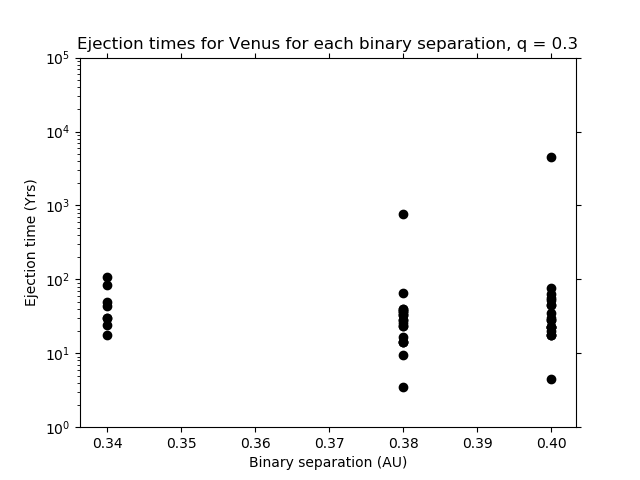 Ejection times for Venus for each binary separation, q = 0.3
10^5
10^4
10^3
10^2
10^1
10^0
Ejection time (Yrs)
0.34 0.35 0.36 0.37 0.38 0.39 0.40
Binary separation (AU)